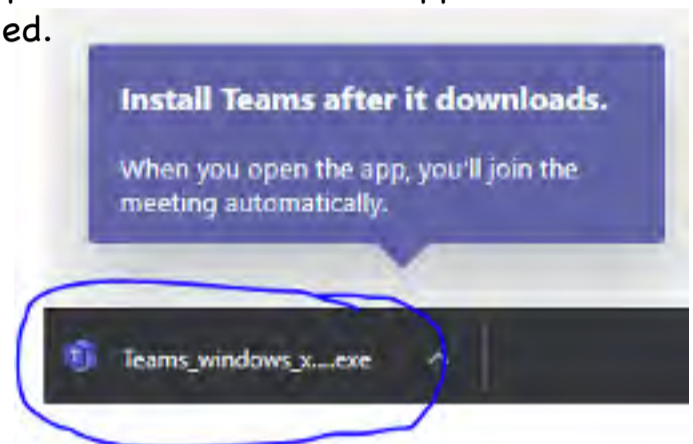 ed.
Install Teams after it downloads.
When you open the app, you'll join the
meeting automatically.
Teams_windows_x....exe